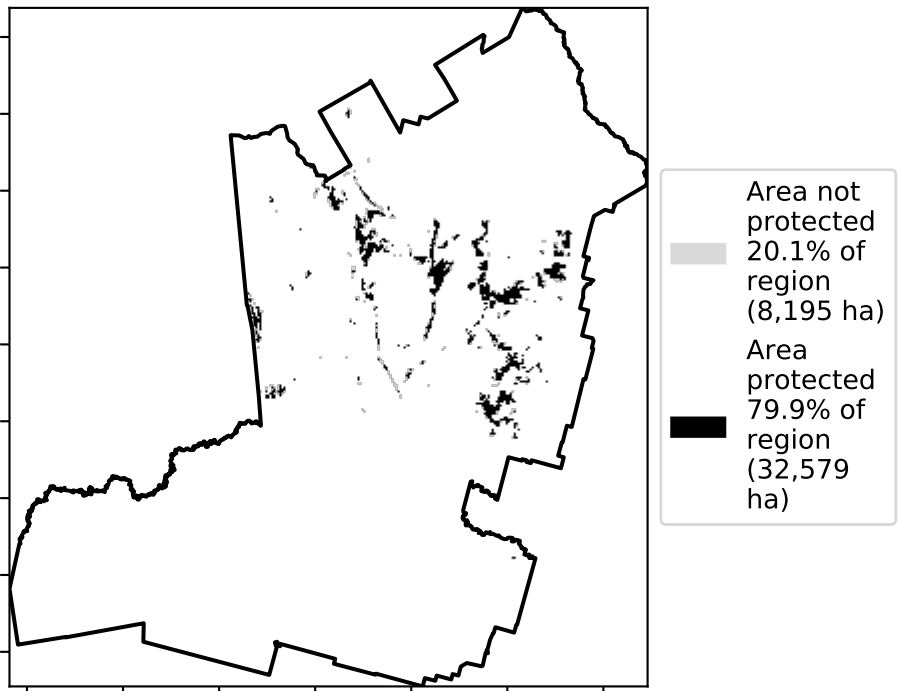 Area not
protected
20.1% of
region
(8,195 ha)
Area
protected
79.9% of
region
(32,579
ha)